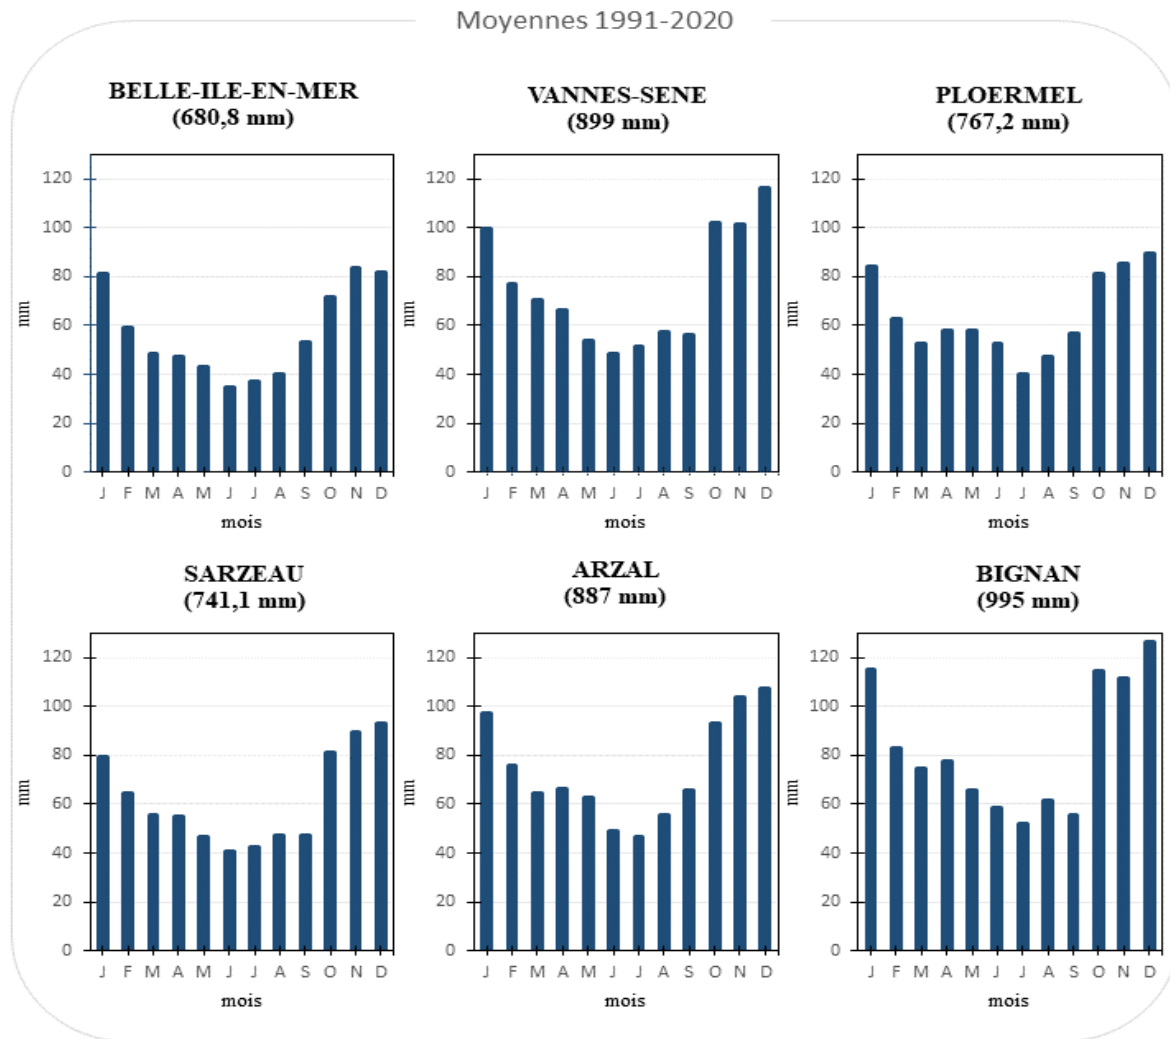 Moyennes 1991-2020
BELLE-ILE-EN-MER
(680,8 mm)
120
100
80
60
40
20
0
mm
J F M A M J J A S O N D
mois
VANNES-SENE
(899 mm)
120
100
80
60
40
20
0
mm
J F M A M J J A S O N D
mois
PLOERMEL
(767,2 mm)
120
100
80
60
40
20
0
mm
J F M A M J J A S O N D
mois
SARZEAU
(741,1 mm)
120
100
80
60
40
20
0
mm
J F M A M J J A S O N D
mois
ARZAL
(887 mm)
120
100
80
60
40
20
0
mm
J F M A M J J A S O N D
mois
BIGNAN
(995 mm)
120
100
80
60
40
20
0
mm
J F M A M J J A S O N D
mois